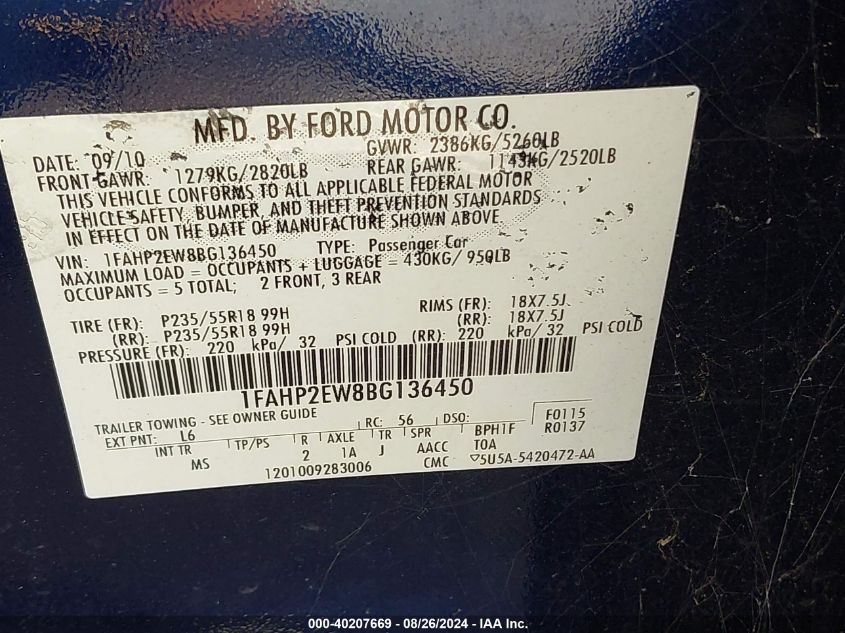 MFD. BY FORD MOTOR CO.
DATE: 09/10 GVWR: 2386KG/5260LB
FRONT GAWR: 1279KG/2820LB REAR GAWR: 1143KG/2520LB
THIS VEHICLE CONFORMS TO ALL APPLICABLE FEDERAL MOTOR
VEHICLE SAFETY, BUMPER, AND THEFT PREVENTION STANDARDS
IN EFFECT ON THE DATE OF MANUFACTURE SHOWN ABOVE.
VIN: 1FAHP2EW8BG136450 TYPE: Passenger Car
MAXIMUM LOAD = OCCUPANTS + LUGGAGE = 430KG/ 950LB
OCCUPANTS = 5 TOTAL; 2 FRONT, 3 REAR
TIRE (FR): P235/55R18 99H RIMS (FR): 18X7.5J
(RR): P235/55R18 99H (RR): 18X7.5J
PRESSURE (FR): 220 kPa/ 32 PSI COLD (RR): 220 kPa/ 32 PSI COLD
1FAHP2EW8BG136450
TRAILER TOWING - SEE OWNER GUIDE
EXT PNT: L6 RC: 56 DSO: F0115
INT TR TP/PS R AXLE TR SPR BPH1F R0137
MS 2 1A J AACC TOA
1201009283006 CMC ▽5U5A-5420472-AA
000-40207669 - 08/26/2024 - IAA Inc.